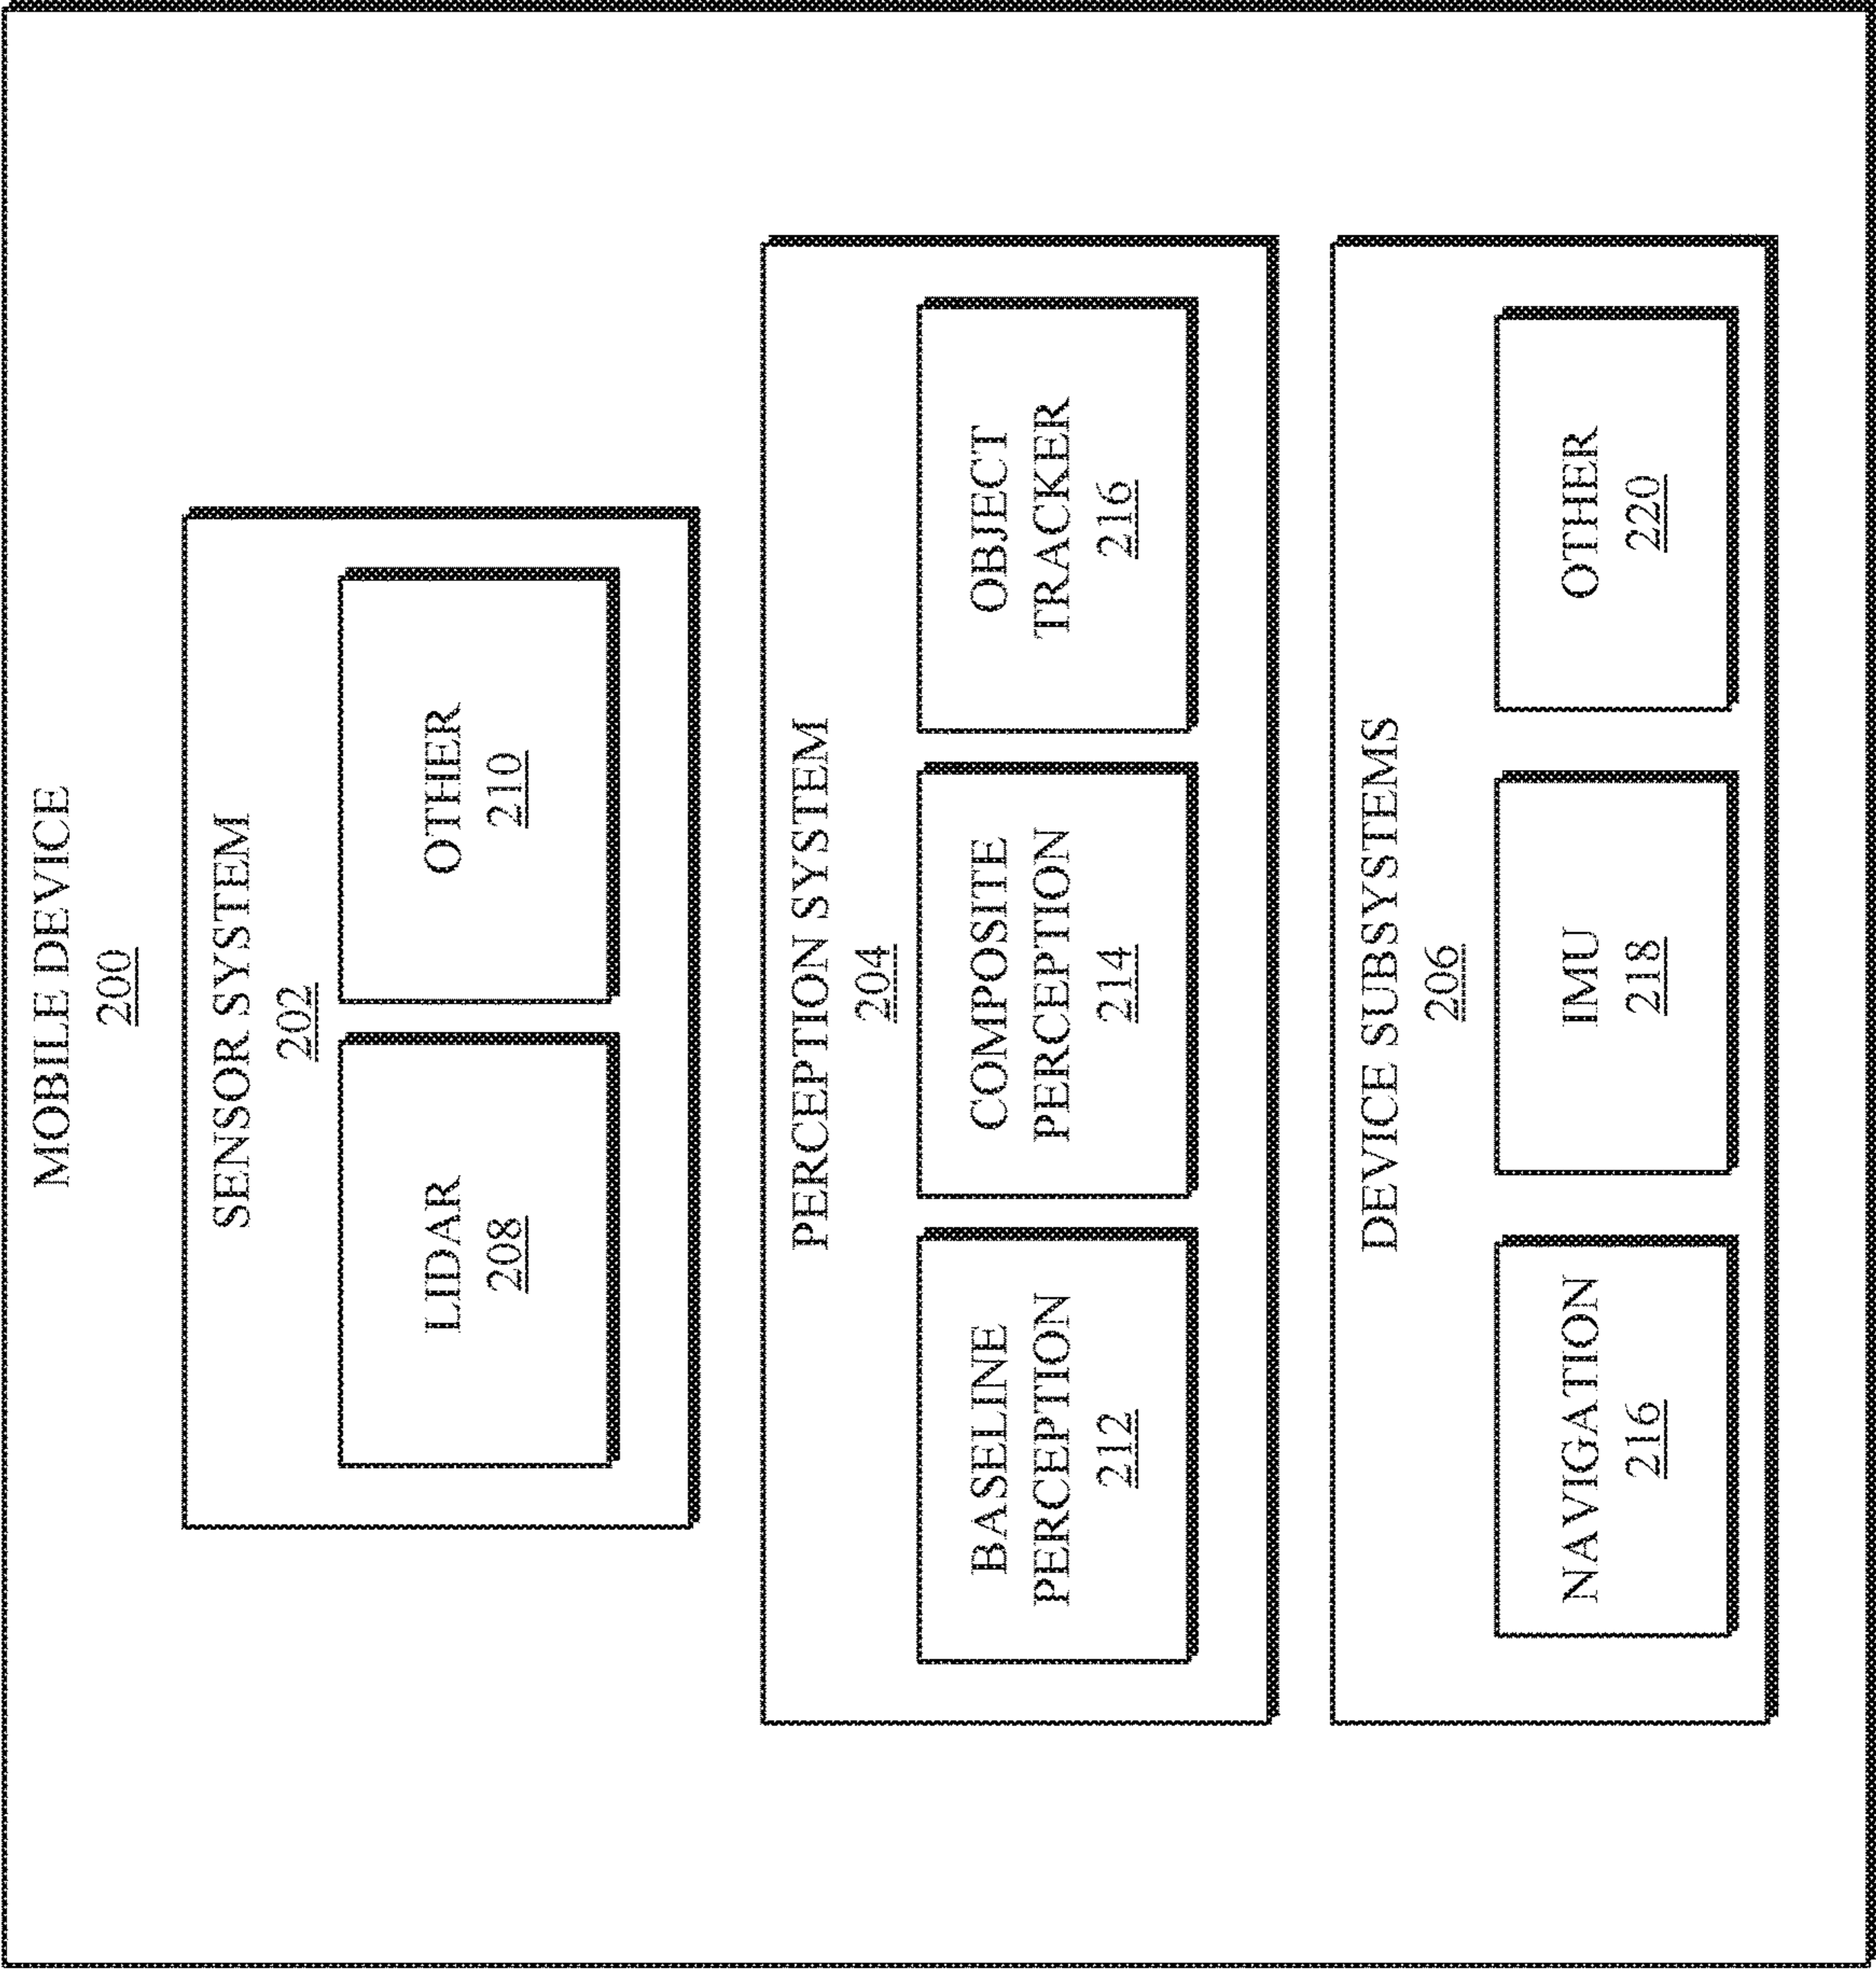 MOBILE DEVICE
200
SENSOR SYSTEM
202
LIDAR
208
OTHER
210
PERCEPTION SYSTEM
204
BASELINE
PERCEPTION
212
COMPOSITE
PERCEPTION
214
OBJECT
TRACKER
216
DEVICE SUBSYSTEMS
206
NAVIGATION
216
IMU
218
OTHER
220